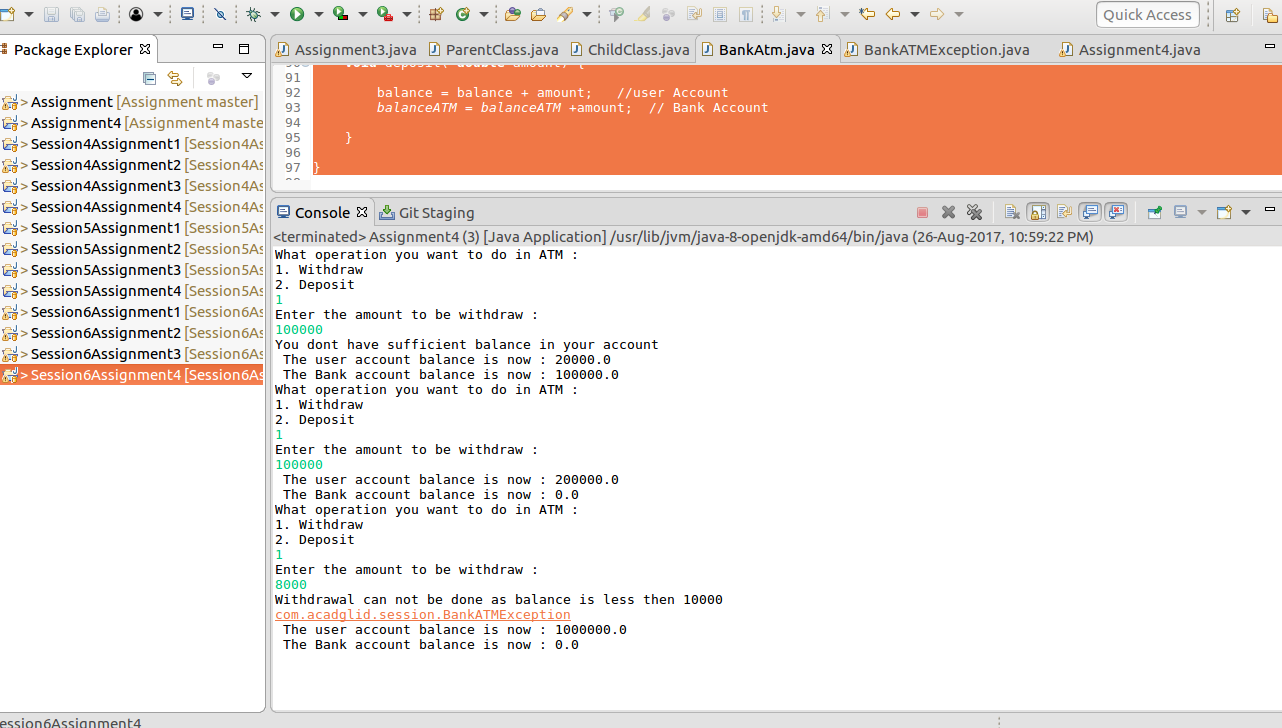 Quick Access
Package Explorer
Assignment3.java
ParentClass.java
ChildClass.java
BankAtm.java
BankATMException.java
Assignment4.java
> Assignment [Assignment master]
> Assignment4 [Assignment4 maste
> Session4Assignment1 [Session4As
> Session4Assignment2 [Session4As
> Session4Assignment3 [Session4As
> Session4Assignment4 [Session4As
> Session5Assignment1 [Session5As
> Session5Assignment2 [Session5As
> Session5Assignment3 [Session5As
> Session5Assignment4 [Session5As
> Session6Assignment1 [Session6As
> Session6Assignment2 [Session6As
> Session6Assignment3 [Session6As
> Session6Assignment4 [Session6As
90 void deposit( double amount) {
91
92 balance = balance + amount; //user Account
93 balanceATM = balanceATM +amount; // Bank Account
94
95 }
96
97 }
98
Console
Git Staging
<terminated> Assignment4 (3) [Java Application] /usr/lib/jvm/java-8-openjdk-amd64/bin/java (26-Aug-2017, 10:59:22 PM)
What operation you want to do in ATM :
1. Withdraw
2. Deposit
1
Enter the amount to be withdraw :
100000
You dont have sufficient balance in your account
The user account balance is now : 20000.0
The Bank account balance is now : 100000.0
What operation you want to do in ATM :
1. Withdraw
2. Deposit
1
Enter the amount to be withdraw :
100000
The user account balance is now : 200000.0
The Bank account balance is now : 0.0
What operation you want to do in ATM :
1. Withdraw
2. Deposit
1
Enter the amount to be withdraw :
8000
Withdrawal can not be done as balance is less then 10000
com.acadglid.session.BankATMException
The user account balance is now : 1000000.0
The Bank account balance is now : 0.0
ession6Assignment4